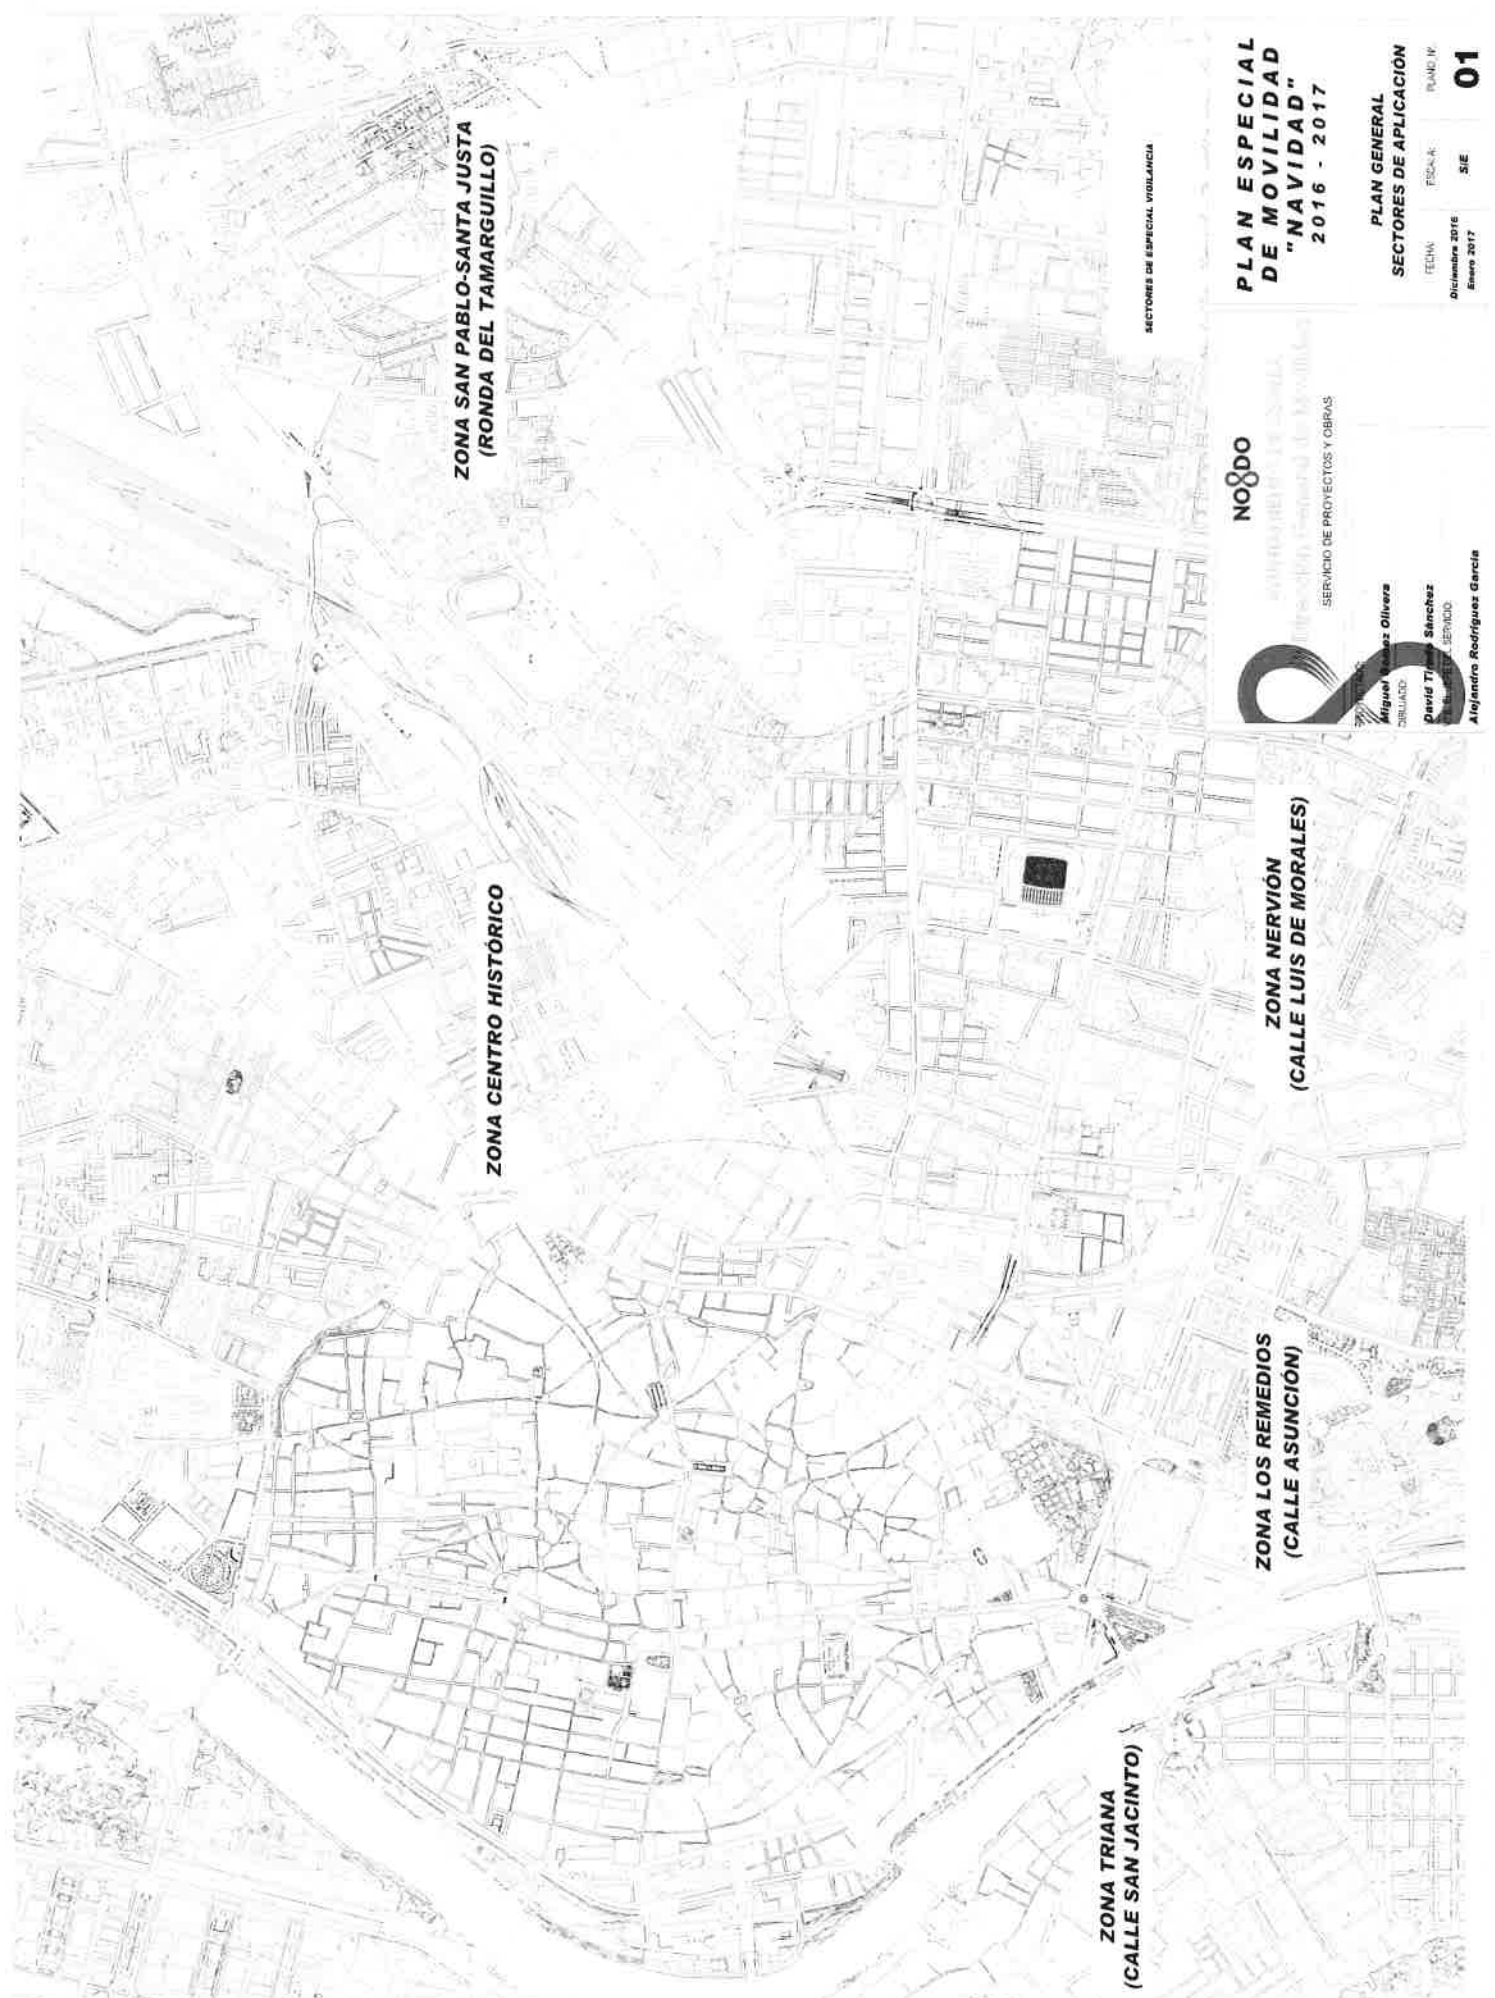 ZONA SAN PABLO-SANTA JUSTA
(RONDA DEL TAMARGUILLO)
ZONA CENTRO HISTÓRICO
ZONA NERVIÓN
(CALLE LUIS DE MORALES)
ZONA LOS REMEDIOS
(CALLE ASUNCIÓN)
ZONA TRIANA
(CALLE SAN JACINTO)
SECTORES DE ESPECIAL VIGILANCIA
NO8DO
SERVICIO DE PROYECTOS Y OBRAS
Miguel Gómez Olivera
DIBUJADO:
David Sánchez
SERVICIO:
Alejandro Rodríguez García
PLAN ESPECIAL
DE MOVILIDAD
"NAVIDAD"
2016 - 2017
PLAN GENERAL
SECTORES DE APLICACIÓN
FECHA:
Diciembre 2016
Enero 2017
ESCALA:
S/E
PLANO Nº:
01